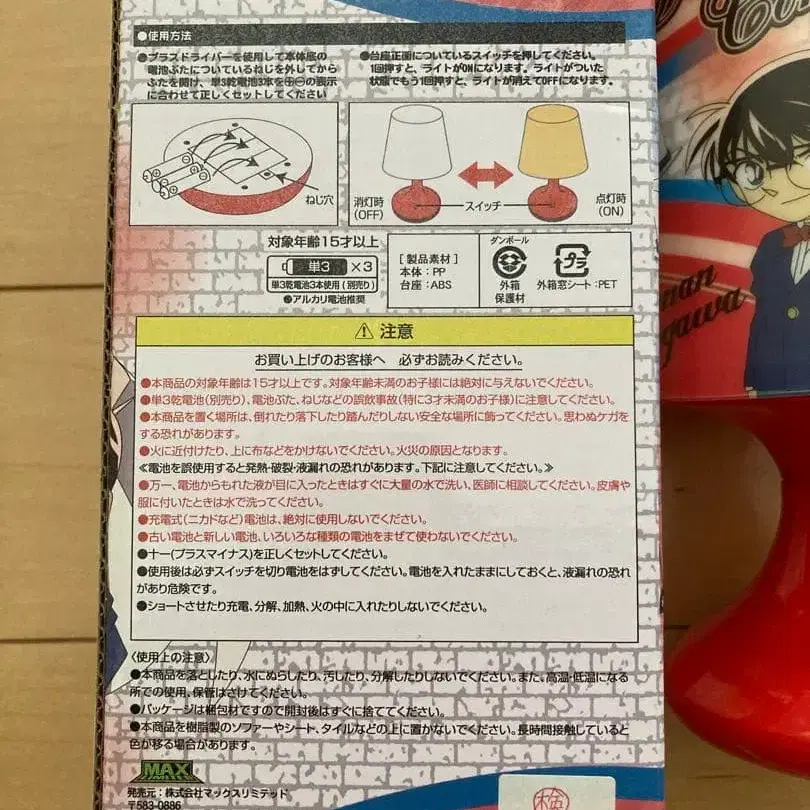 ●使用方法
●プラスドライバーを使用して本体底の
電池ぶたについているねじを外してから
ふたを開け、単3乾電池3本を⊕⊖の表示
に合わせて正しくセットしてください
●台座正面についているスイッチを押してください。
1回押すと、ライトがONになります。ライトがついた
状態でもう1回押すと、ライトが消えてOFFになります。
ねじ穴
消灯時
(OFF)
スイッチ
点灯時
(ON)
対象年齢15才以上
単3 ×3
単3乾電池3本使用(別売り)
●アルカリ電池推奨
[製品素材]
本体:PP
台座:ABS
ダンボール
外箱
保護材
プラ
外箱窓シート:PET
⚠ 注意
お買い上げのお客様へ 必ずお読みください。
●本商品の対象年齢は15才以上です。対象年齢未満のお子様には絶対に与えないでください。
●単3乾電池(別売り)、電池ぶた、ねじなどの誤飲事故(特に3才未満のお子様)に注意してください。
●本商品を置く場所は、倒れたり落下したり踏んだりしない安全な場所に飾ってください。思わぬケガを
する恐れがあります。
●火に近付けたり、上に布などをかけないでください。火災の原因となります。
≪電池を誤使用すると発熱・破裂・液漏れの恐れがあります。下記に注意してください。≫
●万一、電池からもれた液が目に入ったときはすぐに大量の水で洗い、医師に相談してください。皮膚や
服に付いたときは水で洗ってください。
●充電式(ニカドなど)電池は、絶対に使用しないでください。
●古い電池と新しい電池、いろいろな種類の電池をまぜて使わないでください。
●+-(プラスマイナス)を正しくセットしてください。
●使用後は必ずスイッチを切り電池をはずしてください。電池を入れたままにしておくと、液漏れの恐れ
があり危険です。
●ショートさせたり充電、分解、加熱、火の中に入れたりしないでください。
〈使用上の注意〉
●本商品を落としたり、水にぬらしたり、汚したり、分解したりしないでください。また、高温・低温になる
所での使用、保管はさけてください。
●パッケージは梱包材ですので開封後はすぐに捨ててください。
●本商品を樹脂製のソファーやシート、タイルなどの上に置かないでください。長時間接触していると
色が移る場合があります。
MAX
LIMITED
発売元:株式会社マックスリミテッド
〒583-0886
検